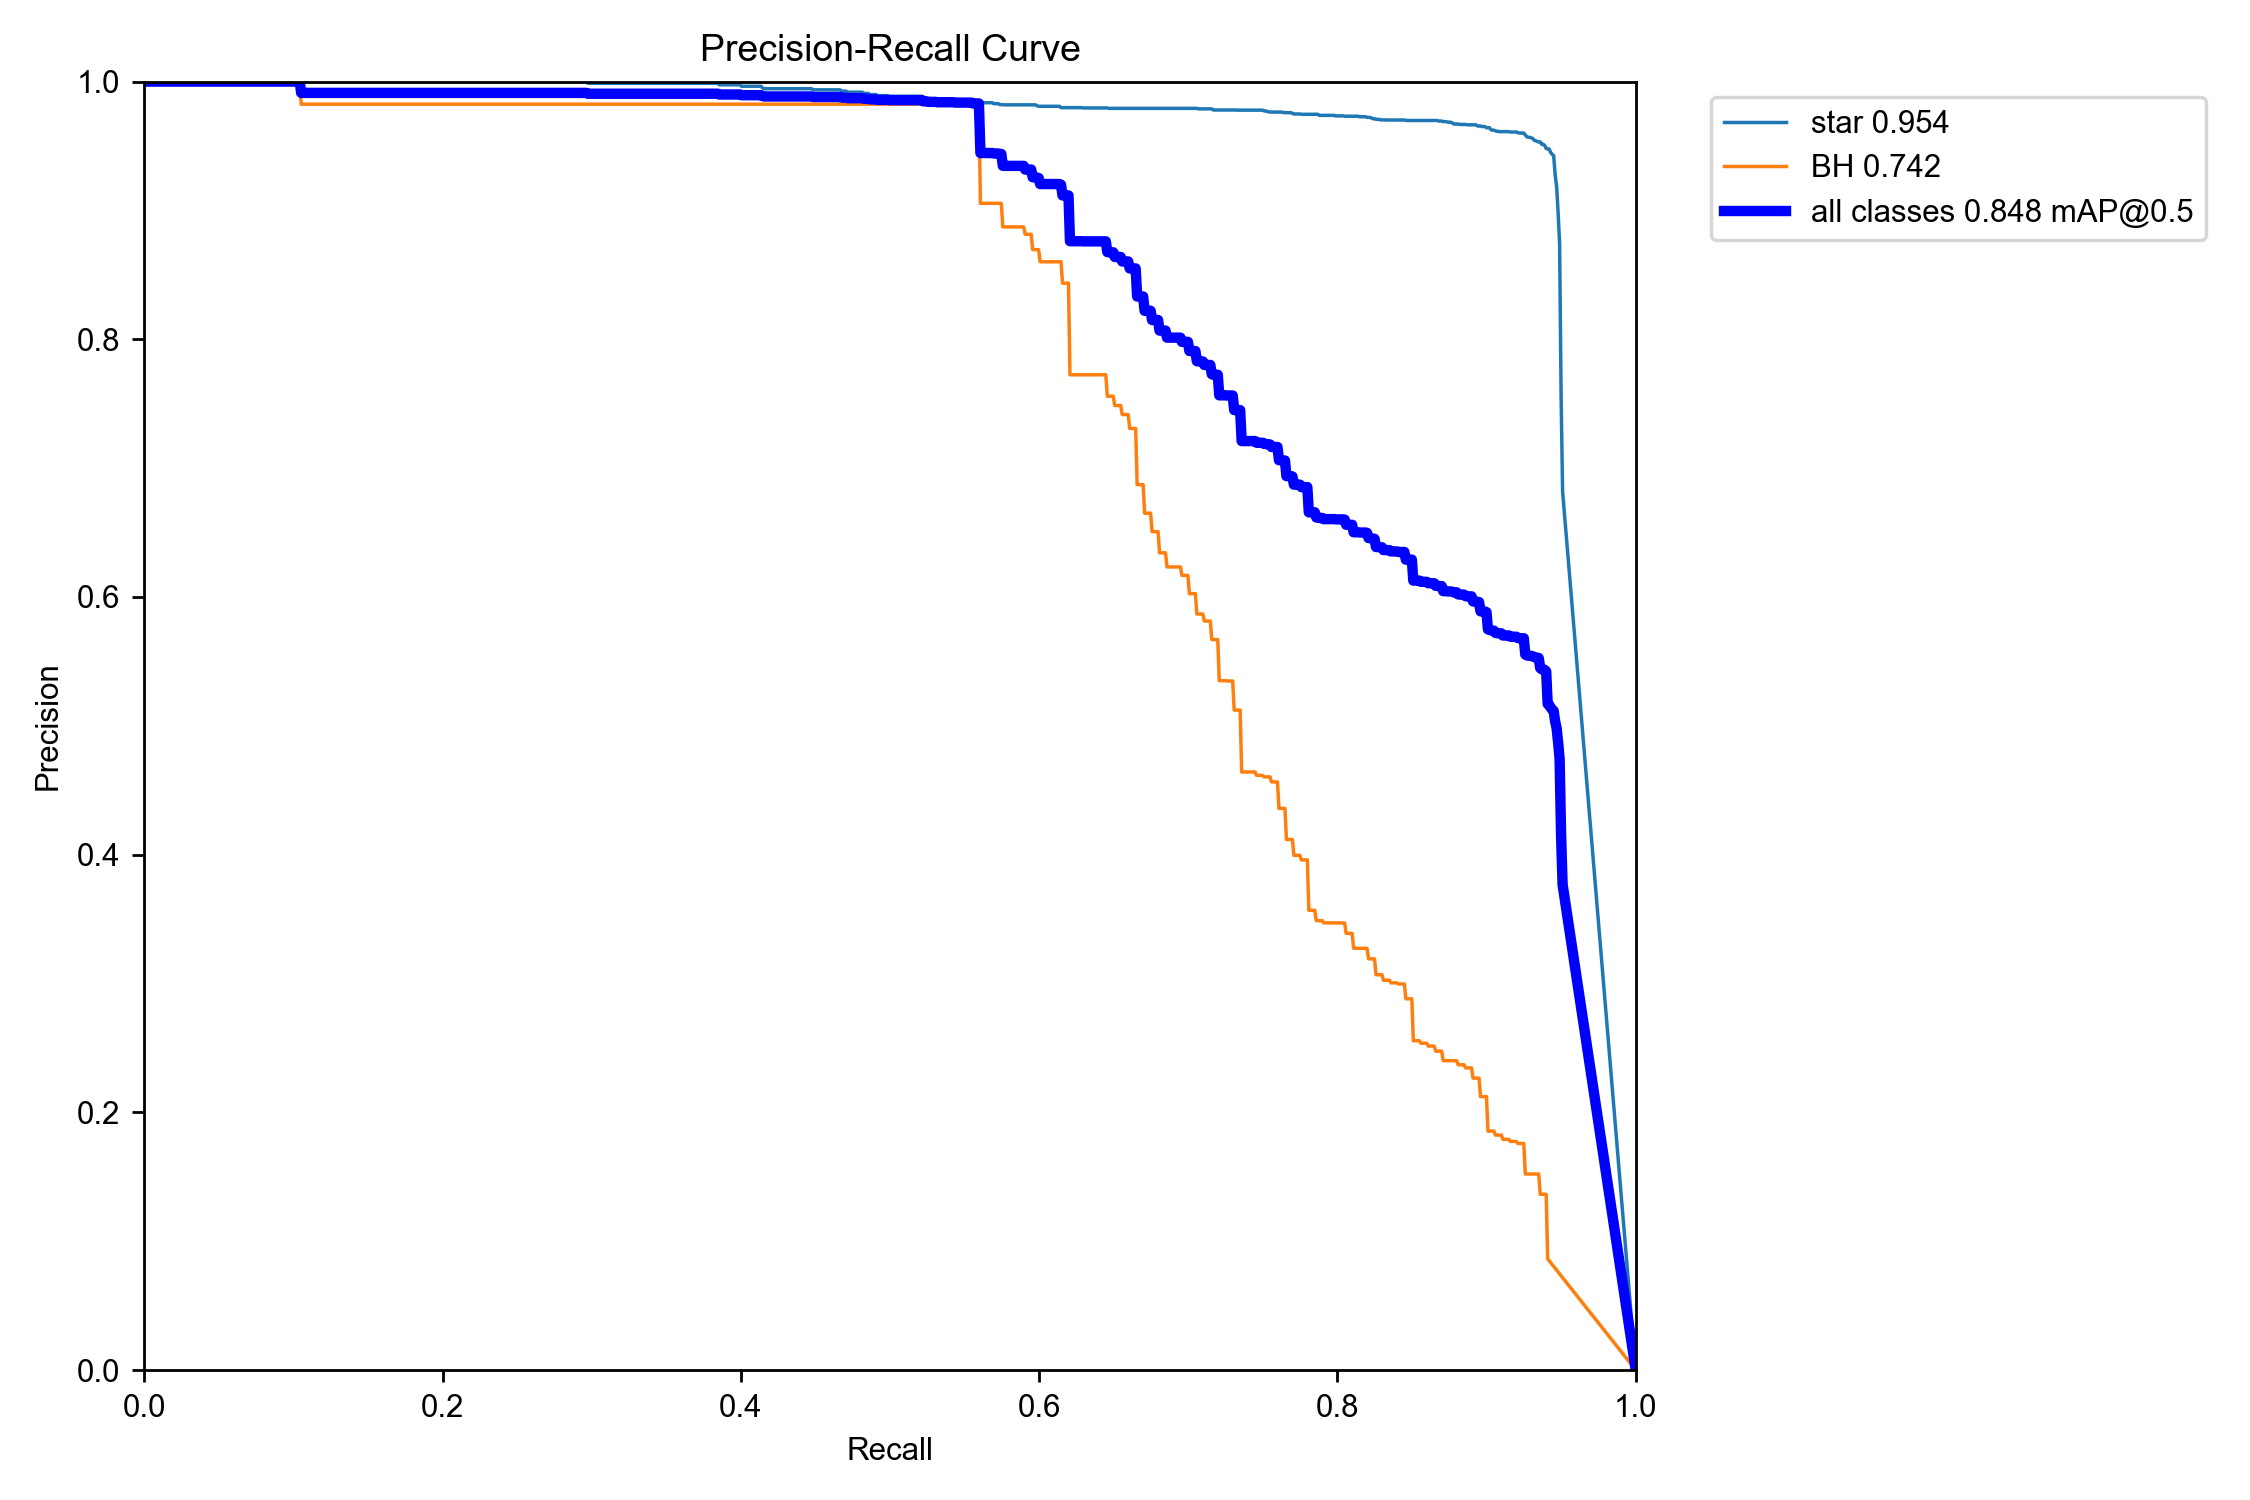 Precision-Recall Curve
star 0.954
BH 0.742
all classes 0.848 mAP@0.5
1.0
0.8
0.6
0.4
0.2
0.0
Precision
0.0 0.2 0.4 0.6 0.8 1.0
Recall